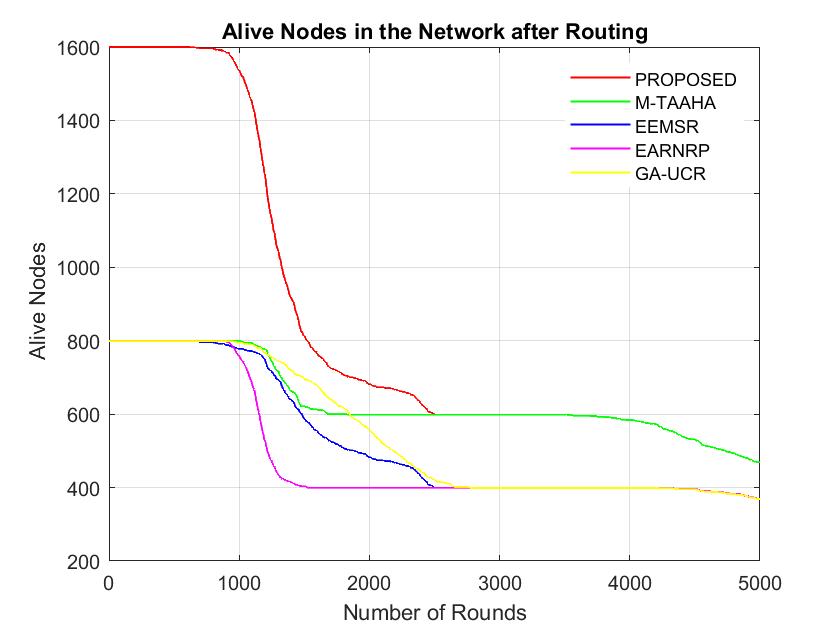 Alive Nodes in the Network after Routing
1600
1400
1200
1000
800
600
400
200
Alive Nodes
PROPOSED
M-TAAHA
EEMSR
EARNRP
GA-UCR
0 1000 2000 3000 4000 5000
Number of Rounds